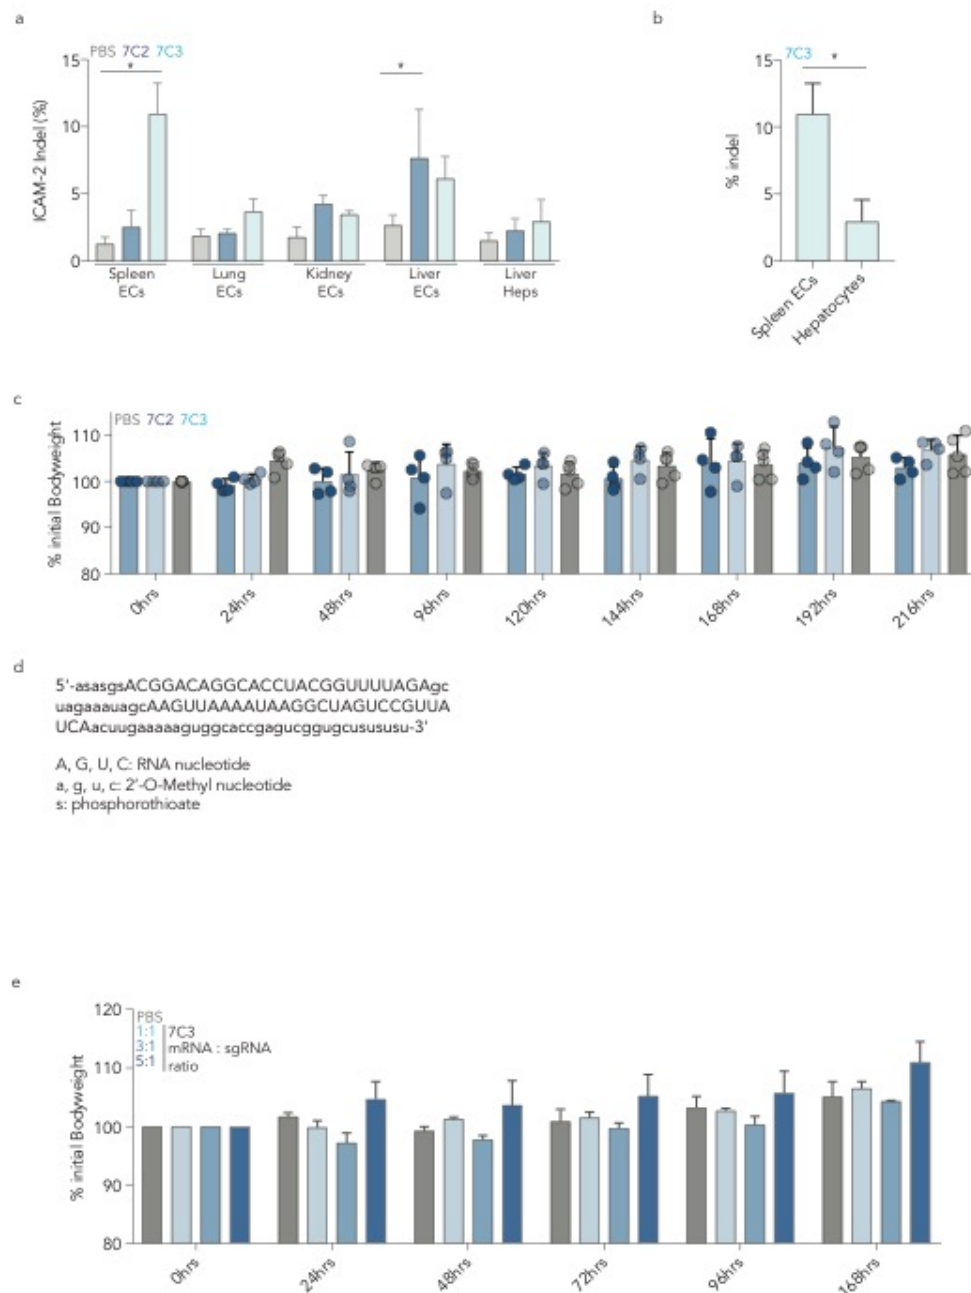 a
PBS 7C2 7C3
*
*
ICAM-2 Indel (%)
15
10
5
0
Spleen ECs
Lung ECs
Kidney ECs
Liver ECs
Liver Heps
b
7C3
*
% indel
15
10
5
0
Spleen ECs
Hepatocytes
c
PBS 7C2 7C3
% initial Bodyweight
110
100
90
80
0hrs
24hrs
48hrs
96hrs
120hrs
144hrs
168hrs
192hrs
216hrs
d
5'-asasgsACGGACAGGCACCUACGGUUUUAGAgc
uagaaauagcAAGUUAAAAUAAGGCUAGUCCGUUA
UCAacuugaaaaaguggcaccgagucggugcusususu-3'
A, G, U, C: RNA nucleotide
a, g, u, c: 2'-O-Methyl nucleotide
s: phosphorothioate
e
PBS
1:1 7C3
3:1 mRNA : sgRNA
5:1 ratio
% initial Bodyweight
120
110
100
90
80
0hrs
24hrs
48hrs
72hrs
96hrs
168hrs